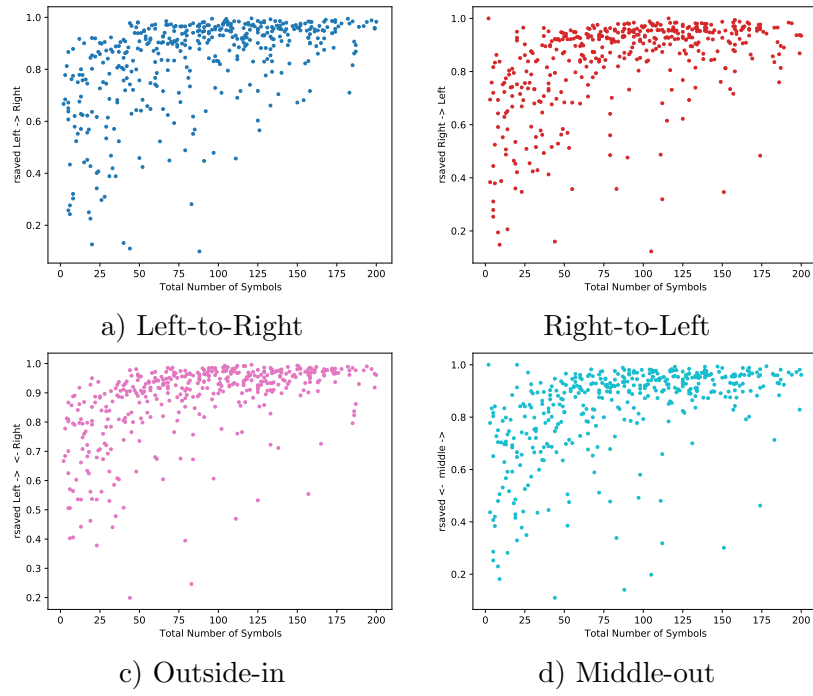 1.0
0.8
0.6
0.4
0.2
rsaved Left -> Right
0 25 50 75 100 125 150 175 200
Total Number of Symbols
a) Left-to-Right
1.0
0.8
0.6
0.4
0.2
rsaved Right -> Left
0 25 50 75 100 125 150 175 200
Total Number of Symbols
Right-to-Left
1.0
0.9
0.8
0.7
0.6
0.5
0.4
0.3
0.2
rsaved Left -> <- Right
0 25 50 75 100 125 150 175 200
Total Number of Symbols
c) Outside-in
1.0
0.8
0.6
0.4
0.2
rsaved <- middle ->
0 25 50 75 100 125 150 175 200
Total Number of Symbols
d) Middle-out